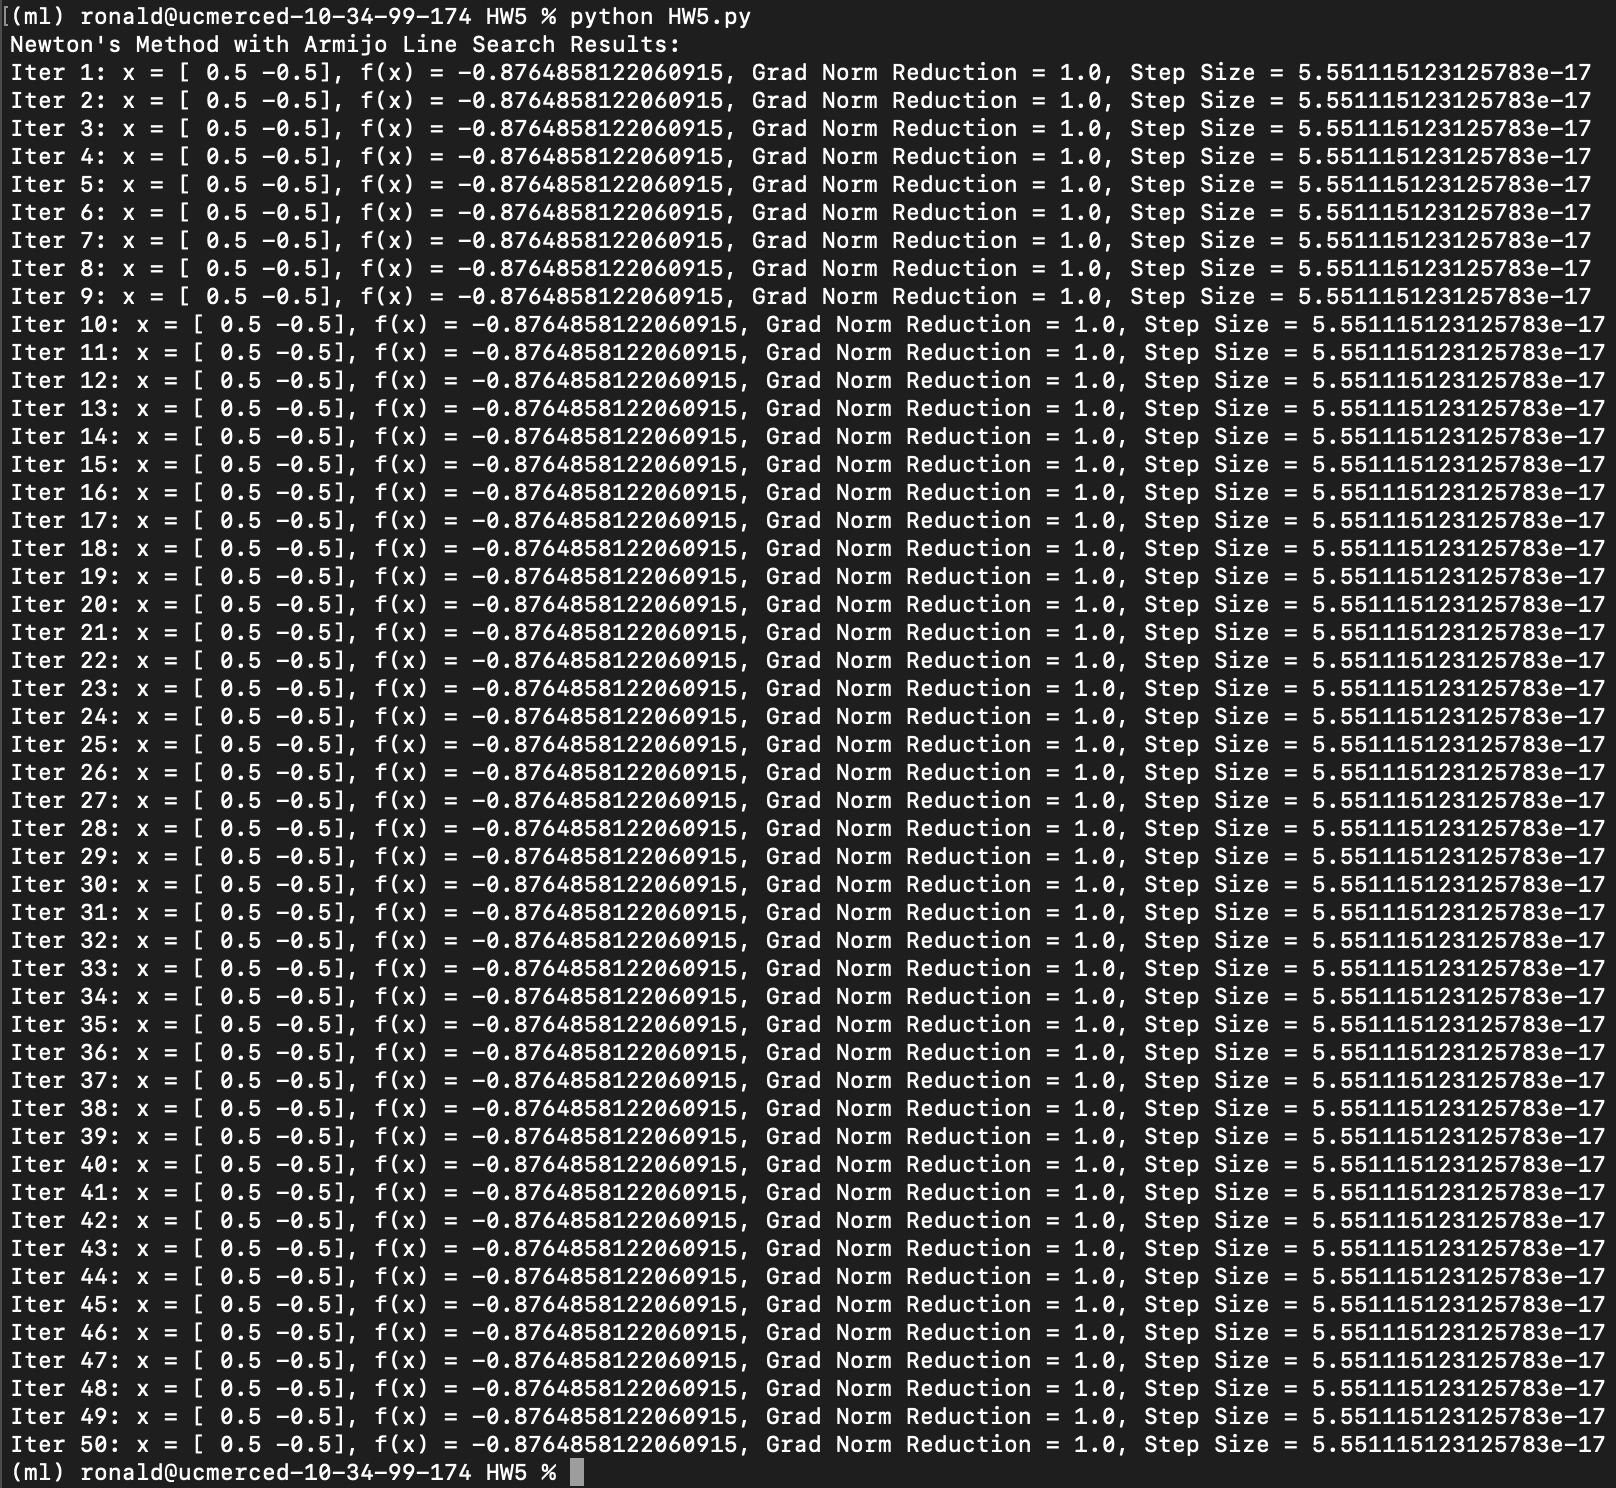 [(ml) ronald@ucmerced-10-34-99-174 HW5 % python HW5.py
Newton's Method with Armijo Line Search Results:
Iter 1: x = [ 0.5 -0.5], f(x) = -0.8764858122060915, Grad Norm Reduction = 1.0, Step Size = 5.551115123125783e-17
Iter 2: x = [ 0.5 -0.5], f(x) = -0.8764858122060915, Grad Norm Reduction = 1.0, Step Size = 5.551115123125783e-17
Iter 3: x = [ 0.5 -0.5], f(x) = -0.8764858122060915, Grad Norm Reduction = 1.0, Step Size = 5.551115123125783e-17
Iter 4: x = [ 0.5 -0.5], f(x) = -0.8764858122060915, Grad Norm Reduction = 1.0, Step Size = 5.551115123125783e-17
Iter 5: x = [ 0.5 -0.5], f(x) = -0.8764858122060915, Grad Norm Reduction = 1.0, Step Size = 5.551115123125783e-17
Iter 6: x = [ 0.5 -0.5], f(x) = -0.8764858122060915, Grad Norm Reduction = 1.0, Step Size = 5.551115123125783e-17
Iter 7: x = [ 0.5 -0.5], f(x) = -0.8764858122060915, Grad Norm Reduction = 1.0, Step Size = 5.551115123125783e-17
Iter 8: x = [ 0.5 -0.5], f(x) = -0.8764858122060915, Grad Norm Reduction = 1.0, Step Size = 5.551115123125783e-17
Iter 9: x = [ 0.5 -0.5], f(x) = -0.8764858122060915, Grad Norm Reduction = 1.0, Step Size = 5.551115123125783e-17
Iter 10: x = [ 0.5 -0.5], f(x) = -0.8764858122060915, Grad Norm Reduction = 1.0, Step Size = 5.551115123125783e-17
Iter 11: x = [ 0.5 -0.5], f(x) = -0.8764858122060915, Grad Norm Reduction = 1.0, Step Size = 5.551115123125783e-17
Iter 12: x = [ 0.5 -0.5], f(x) = -0.8764858122060915, Grad Norm Reduction = 1.0, Step Size = 5.551115123125783e-17
Iter 13: x = [ 0.5 -0.5], f(x) = -0.8764858122060915, Grad Norm Reduction = 1.0, Step Size = 5.551115123125783e-17
Iter 14: x = [ 0.5 -0.5], f(x) = -0.8764858122060915, Grad Norm Reduction = 1.0, Step Size = 5.551115123125783e-17
Iter 15: x = [ 0.5 -0.5], f(x) = -0.8764858122060915, Grad Norm Reduction = 1.0, Step Size = 5.551115123125783e-17
Iter 16: x = [ 0.5 -0.5], f(x) = -0.8764858122060915, Grad Norm Reduction = 1.0, Step Size = 5.551115123125783e-17
Iter 17: x = [ 0.5 -0.5], f(x) = -0.8764858122060915, Grad Norm Reduction = 1.0, Step Size = 5.551115123125783e-17
Iter 18: x = [ 0.5 -0.5], f(x) = -0.8764858122060915, Grad Norm Reduction = 1.0, Step Size = 5.551115123125783e-17
Iter 19: x = [ 0.5 -0.5], f(x) = -0.8764858122060915, Grad Norm Reduction = 1.0, Step Size = 5.551115123125783e-17
Iter 20: x = [ 0.5 -0.5], f(x) = -0.8764858122060915, Grad Norm Reduction = 1.0, Step Size = 5.551115123125783e-17
Iter 21: x = [ 0.5 -0.5], f(x) = -0.8764858122060915, Grad Norm Reduction = 1.0, Step Size = 5.551115123125783e-17
Iter 22: x = [ 0.5 -0.5], f(x) = -0.8764858122060915, Grad Norm Reduction = 1.0, Step Size = 5.551115123125783e-17
Iter 23: x = [ 0.5 -0.5], f(x) = -0.8764858122060915, Grad Norm Reduction = 1.0, Step Size = 5.551115123125783e-17
Iter 24: x = [ 0.5 -0.5], f(x) = -0.8764858122060915, Grad Norm Reduction = 1.0, Step Size = 5.551115123125783e-17
Iter 25: x = [ 0.5 -0.5], f(x) = -0.8764858122060915, Grad Norm Reduction = 1.0, Step Size = 5.551115123125783e-17
Iter 26: x = [ 0.5 -0.5], f(x) = -0.8764858122060915, Grad Norm Reduction = 1.0, Step Size = 5.551115123125783e-17
Iter 27: x = [ 0.5 -0.5], f(x) = -0.8764858122060915, Grad Norm Reduction = 1.0, Step Size = 5.551115123125783e-17
Iter 28: x = [ 0.5 -0.5], f(x) = -0.8764858122060915, Grad Norm Reduction = 1.0, Step Size = 5.551115123125783e-17
Iter 29: x = [ 0.5 -0.5], f(x) = -0.8764858122060915, Grad Norm Reduction = 1.0, Step Size = 5.551115123125783e-17
Iter 30: x = [ 0.5 -0.5], f(x) = -0.8764858122060915, Grad Norm Reduction = 1.0, Step Size = 5.551115123125783e-17
Iter 31: x = [ 0.5 -0.5], f(x) = -0.8764858122060915, Grad Norm Reduction = 1.0, Step Size = 5.551115123125783e-17
Iter 32: x = [ 0.5 -0.5], f(x) = -0.8764858122060915, Grad Norm Reduction = 1.0, Step Size = 5.551115123125783e-17
Iter 33: x = [ 0.5 -0.5], f(x) = -0.8764858122060915, Grad Norm Reduction = 1.0, Step Size = 5.551115123125783e-17
Iter 34: x = [ 0.5 -0.5], f(x) = -0.8764858122060915, Grad Norm Reduction = 1.0, Step Size = 5.551115123125783e-17
Iter 35: x = [ 0.5 -0.5], f(x) = -0.8764858122060915, Grad Norm Reduction = 1.0, Step Size = 5.551115123125783e-17
Iter 36: x = [ 0.5 -0.5], f(x) = -0.8764858122060915, Grad Norm Reduction = 1.0, Step Size = 5.551115123125783e-17
Iter 37: x = [ 0.5 -0.5], f(x) = -0.8764858122060915, Grad Norm Reduction = 1.0, Step Size = 5.551115123125783e-17
Iter 38: x = [ 0.5 -0.5], f(x) = -0.8764858122060915, Grad Norm Reduction = 1.0, Step Size = 5.551115123125783e-17
Iter 39: x = [ 0.5 -0.5], f(x) = -0.8764858122060915, Grad Norm Reduction = 1.0, Step Size = 5.551115123125783e-17
Iter 40: x = [ 0.5 -0.5], f(x) = -0.8764858122060915, Grad Norm Reduction = 1.0, Step Size = 5.551115123125783e-17
Iter 41: x = [ 0.5 -0.5], f(x) = -0.8764858122060915, Grad Norm Reduction = 1.0, Step Size = 5.551115123125783e-17
Iter 42: x = [ 0.5 -0.5], f(x) = -0.8764858122060915, Grad Norm Reduction = 1.0, Step Size = 5.551115123125783e-17
Iter 43: x = [ 0.5 -0.5], f(x) = -0.8764858122060915, Grad Norm Reduction = 1.0, Step Size = 5.551115123125783e-17
Iter 44: x = [ 0.5 -0.5], f(x) = -0.8764858122060915, Grad Norm Reduction = 1.0, Step Size = 5.551115123125783e-17
Iter 45: x = [ 0.5 -0.5], f(x) = -0.8764858122060915, Grad Norm Reduction = 1.0, Step Size = 5.551115123125783e-17
Iter 46: x = [ 0.5 -0.5], f(x) = -0.8764858122060915, Grad Norm Reduction = 1.0, Step Size = 5.551115123125783e-17
Iter 47: x = [ 0.5 -0.5], f(x) = -0.8764858122060915, Grad Norm Reduction = 1.0, Step Size = 5.551115123125783e-17
Iter 48: x = [ 0.5 -0.5], f(x) = -0.8764858122060915, Grad Norm Reduction = 1.0, Step Size = 5.551115123125783e-17
Iter 49: x = [ 0.5 -0.5], f(x) = -0.8764858122060915, Grad Norm Reduction = 1.0, Step Size = 5.551115123125783e-17
Iter 50: x = [ 0.5 -0.5], f(x) = -0.8764858122060915, Grad Norm Reduction = 1.0, Step Size = 5.551115123125783e-17
(ml) ronald@ucmerced-10-34-99-174 HW5 %